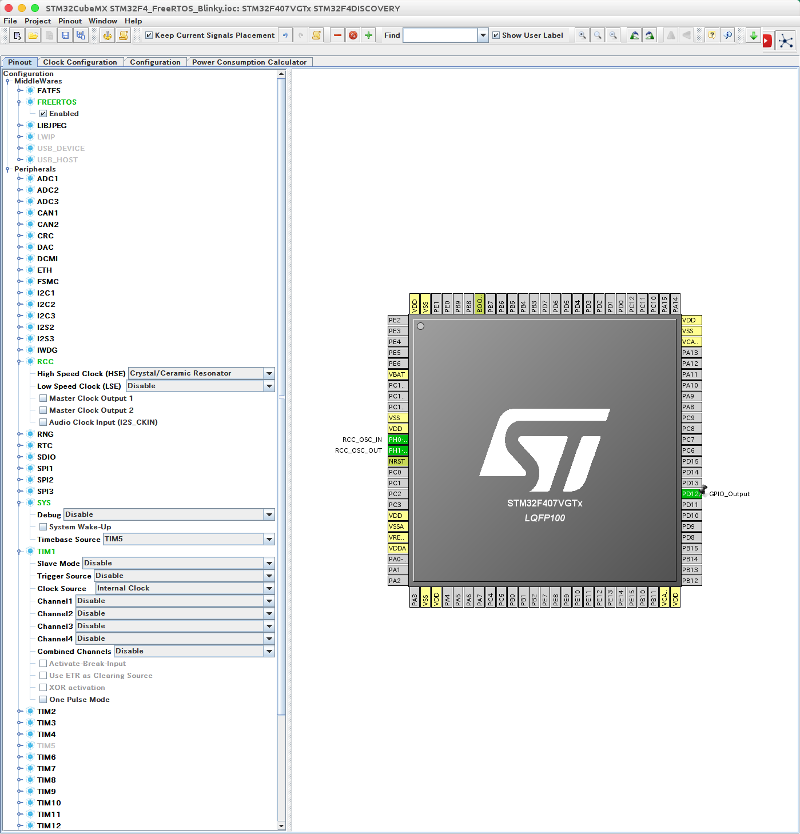 STM32CubeMX STM32F4_FreeRTOS_Blinky.ioc: STM32F407VGTx STM32F4DISCOVERY
File Project Pinout Window Help
Keep Current Signals Placement Find Show User Label
Pinout Clock Configuration Configuration Power Consumption Calculator
Configuration
MiddleWares
FATFS
FREERTOS
Enabled
LIBJPEG
LWIP
USB_DEVICE
USB_HOST
Peripherals
ADC1
ADC2
ADC3
CAN1
CAN2
CRC
DAC
DCMI
ETH
FSMC
I2C1
I2C2
I2C3
I2S2
I2S3
IWDG
RCC
High Speed Clock (HSE) Crystal/Ceramic Resonator
Low Speed Clock (LSE) Disable
Master Clock Output 1
Master Clock Output 2
Audio Clock Input (I2S_CKIN)
RNG
RTC
SDIO
SPI1
SPI2
SPI3
SYS
Debug Disable
System Wake-Up
Timebase Source TIM5
TIM1
Slave Mode Disable
Trigger Source Disable
Clock Source Internal Clock
Channel1 Disable
Channel2 Disable
Channel3 Disable
Channel4 Disable
Combined Channels Disable
Activate-Break-Input
Use ETR as Clearing Source
XOR activation
One Pulse Mode
TIM2
TIM3
TIM4
TIM5
TIM6
TIM7
TIM8
TIM9
TIM10
TIM11
TIM12
VDD VSS PE1 PE0 PB9 PB8 BOO.. PB7 PB6 PB5 PB4 PB3 PD7 PD6 PD5 PD4 PD3 PD2 PD1 PD0 PC12 PC11 PC10 PA15 PA14
PE2
PE3
PE4
PE5
PE6
VBAT
PC1..
PC1
PC1
VSS
VDD
RCC_OSC_IN PH0-..
RCC_OSC_OUT PH1-..
NRST
PC0
PC1
PC2
PC3
VDD
VSSA
VRE..
VDDA
PA0-
PA1
PA2
ST
STM32F407VGTx
LQFP100
VDD
VSS
VCA..
PA13
PA12
PA11
PA10
PA9
PA8
PC9
PC8
PC7
PC6
PD15
PD14
PD13
PD12 GPIO_Output
PD11
PD10
PD9
PD8
PB15
PB14
PB13
PB12
PA3 VSS VDD PA4 PA5 PA6 PA7 PC4 PC5 PB0 PB1 PB2 PE7 PE8 PE9 PE10 PE11 PE12 PE13 PE14 PE15 PB10 PB11 VCA.. VDD